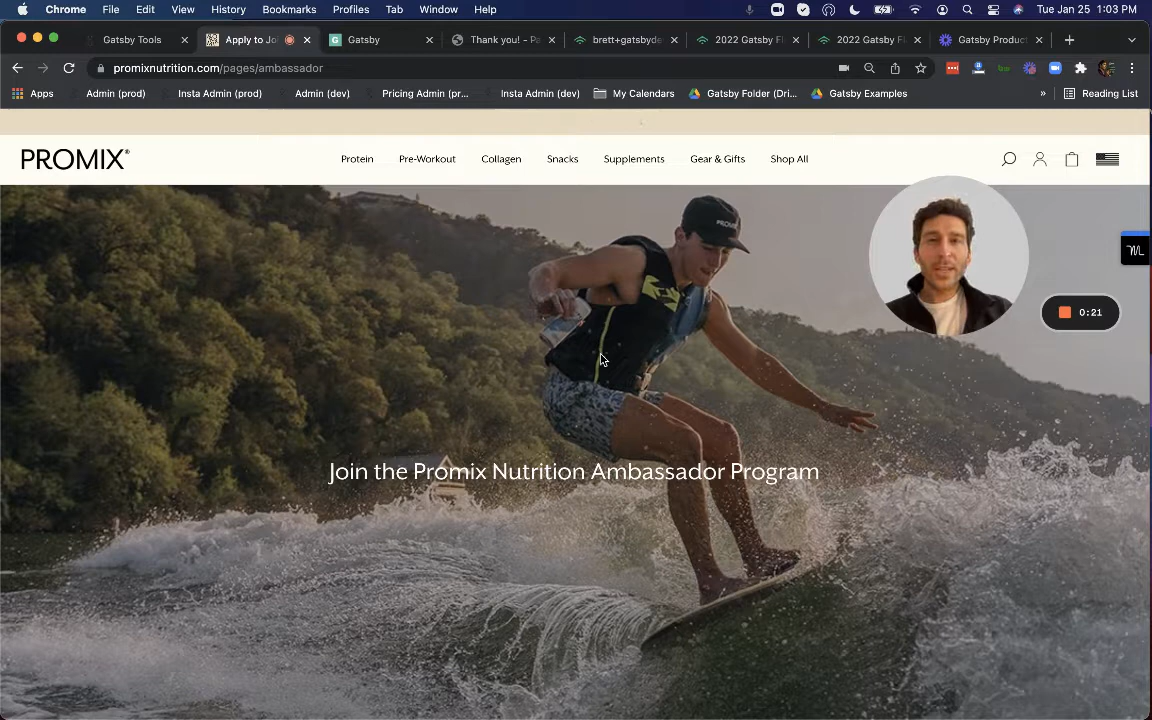 Chrome File Edit View History Bookmarks Profiles Tab Window Help Tue Jan 25 1:03 PM
Gatsby Tools Apply to Jo Gatsby Thank you! - Pa brett+gatsbyde 2022 Gatsby F 2022 Gatsby F Gatsby Produc
promixnutrition.com/pages/ambassador
Apps Admin (prod) Insta Admin (prod) Admin (dev) Pricing Admin (pr... Insta Admin (dev) My Calendars Gatsby Folder (Dri... Gatsby Examples » Reading List
PROMIX® Protein Pre-Workout Collagen Snacks Supplements Gear & Gifts Shop All
0:21
Join the Promix Nutrition Ambassador Program